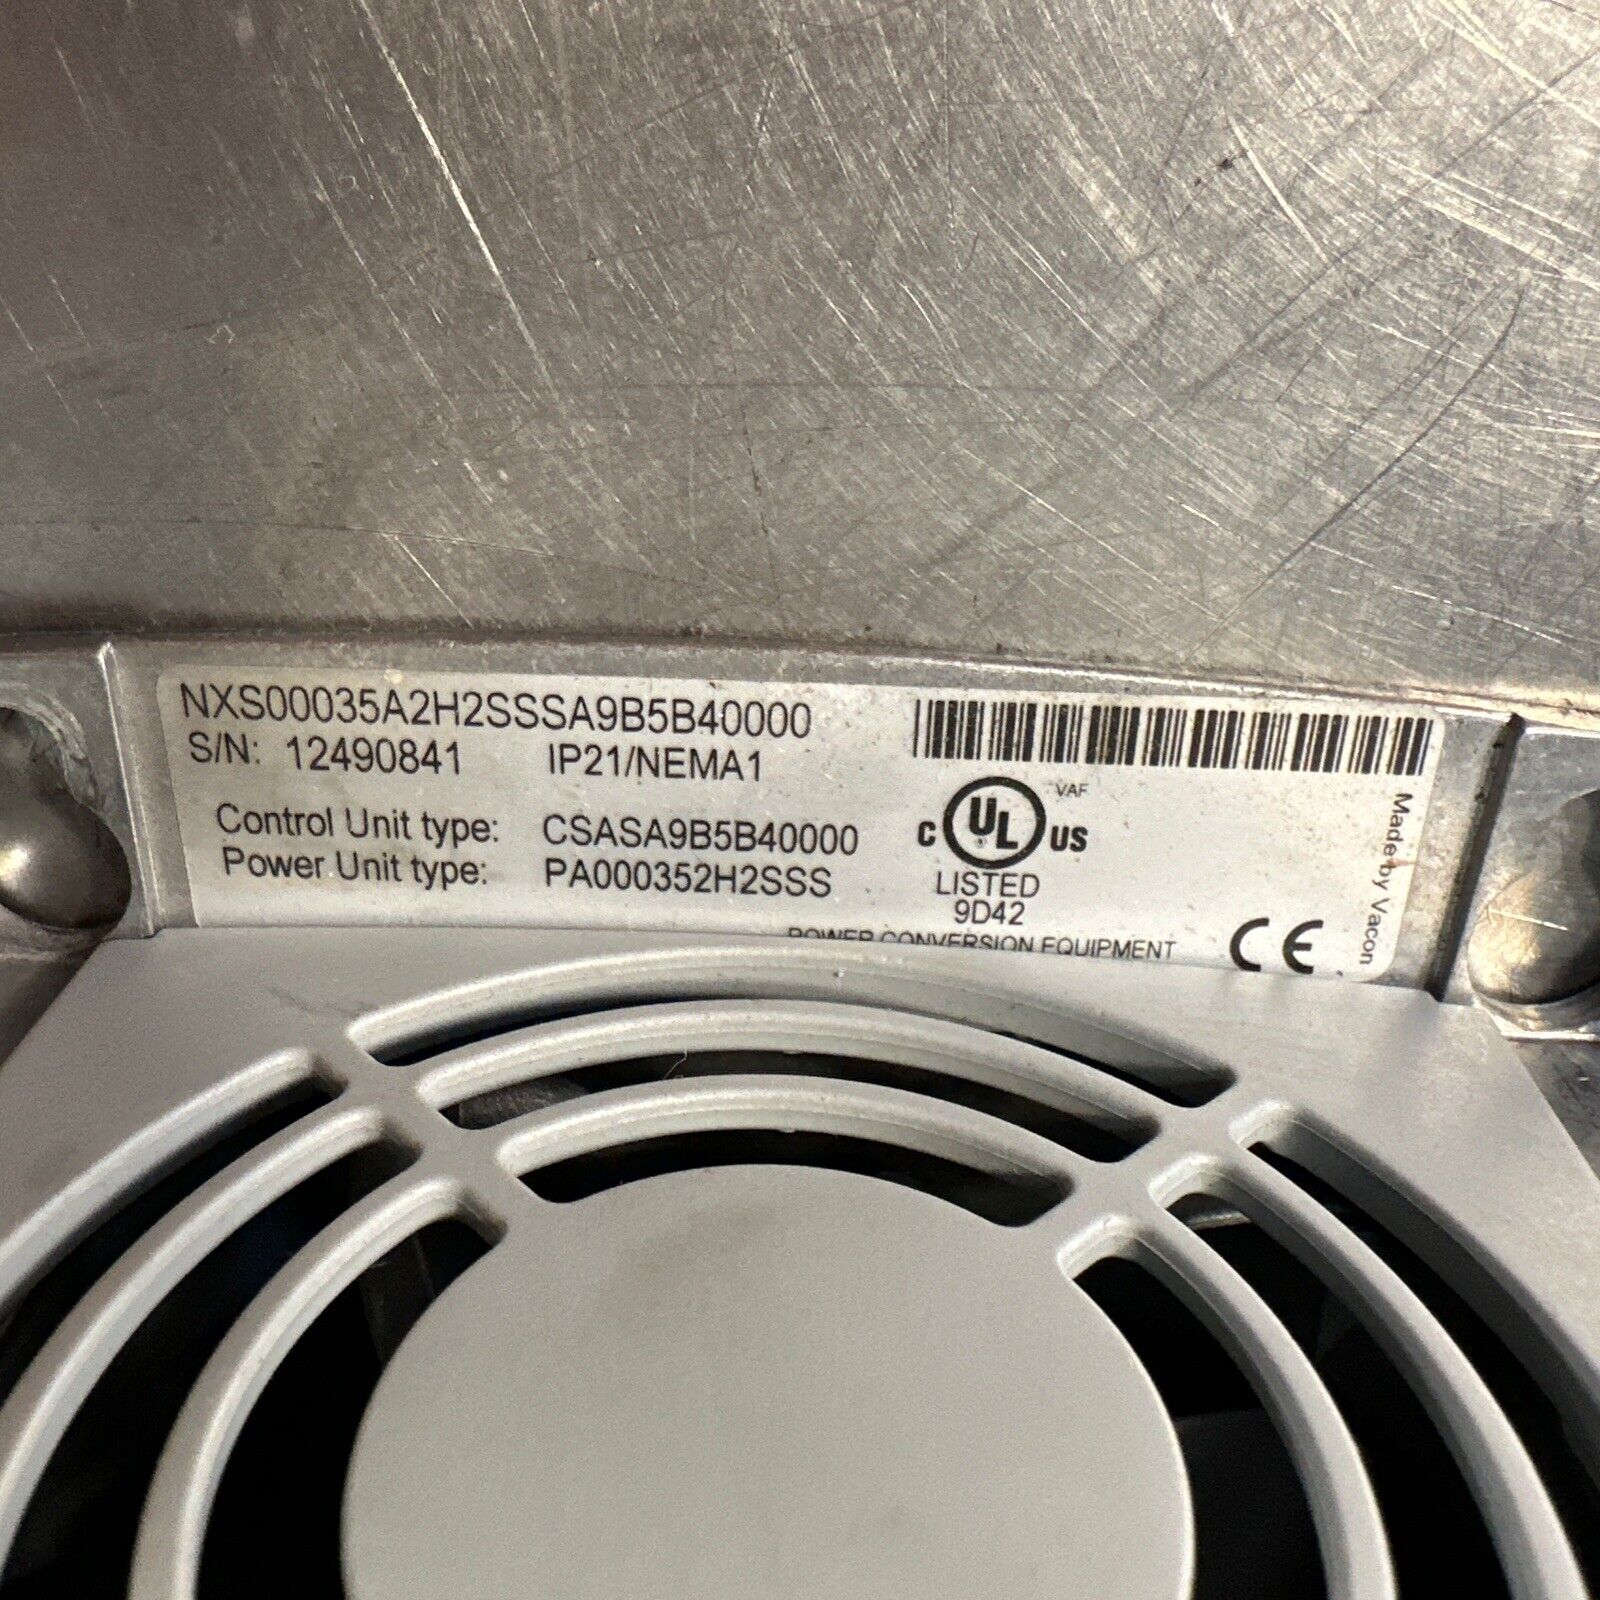 NXS00035A2H2SSSA9B5B40000
S/N: 12490841 IP21/NEMA1
Control Unit type: CSASA9B5B40000
Power Unit type: PA000352H2SSS
C UL US
VAF
LISTED
9D42
POWER CONVERSION EQUIPMENT
CE
Made by Vacon